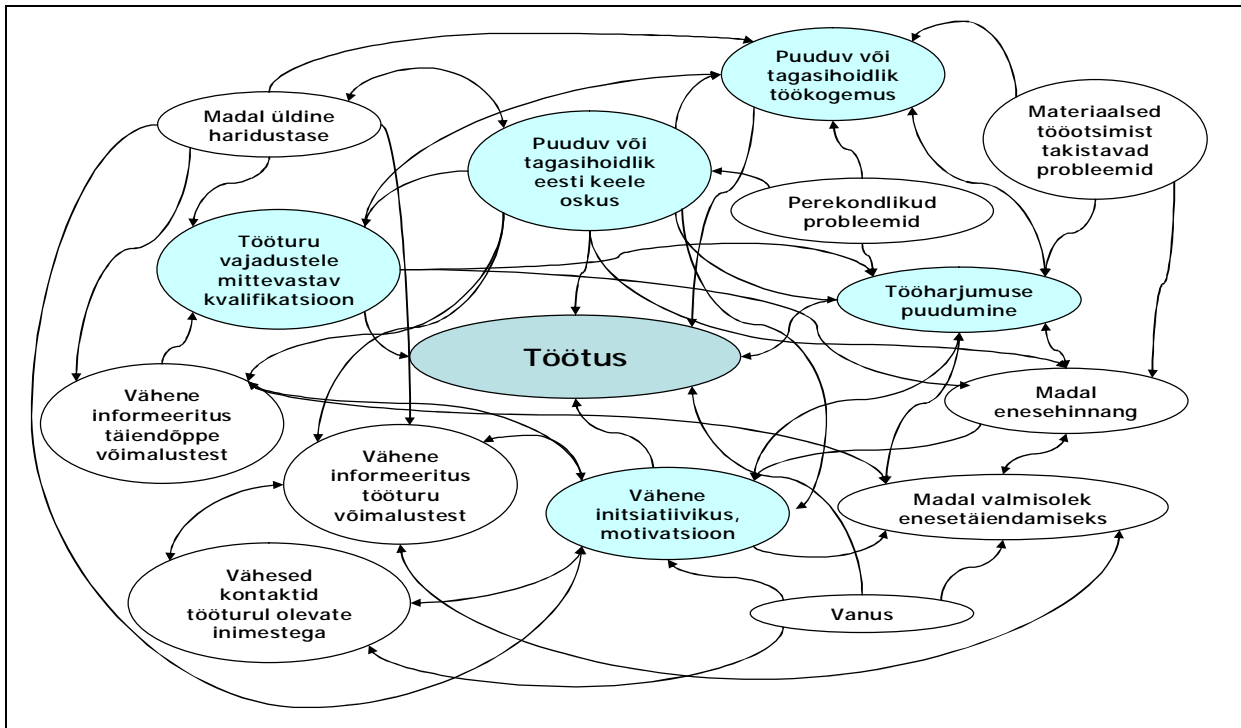 Puuduv või
tagasihoidlik
töökogemus
Madal üldine
haridustase
Materiaalsed
tööotsimist
takistavad
probleemid
Puuduv või
tagasihoidlik
eesti keele
oskus
Perekondlikud
probleemid
Tööturu
vajadustele
mittevastav
kvalifikatsioon
Tööharjumuse
puudumine
Töötus
Vähene
informeeritus
täiendõppe
võimalustest
Madal
enesehinnang
Vähene
informeeritus
tööturu
võimalustest
Vähene
initsiatiivikus,
motivatsioon
Madal valmisolek
enesetäiendamiseks
Vähesed
kontaktid
tööturul olevate
inimestega
Vanus